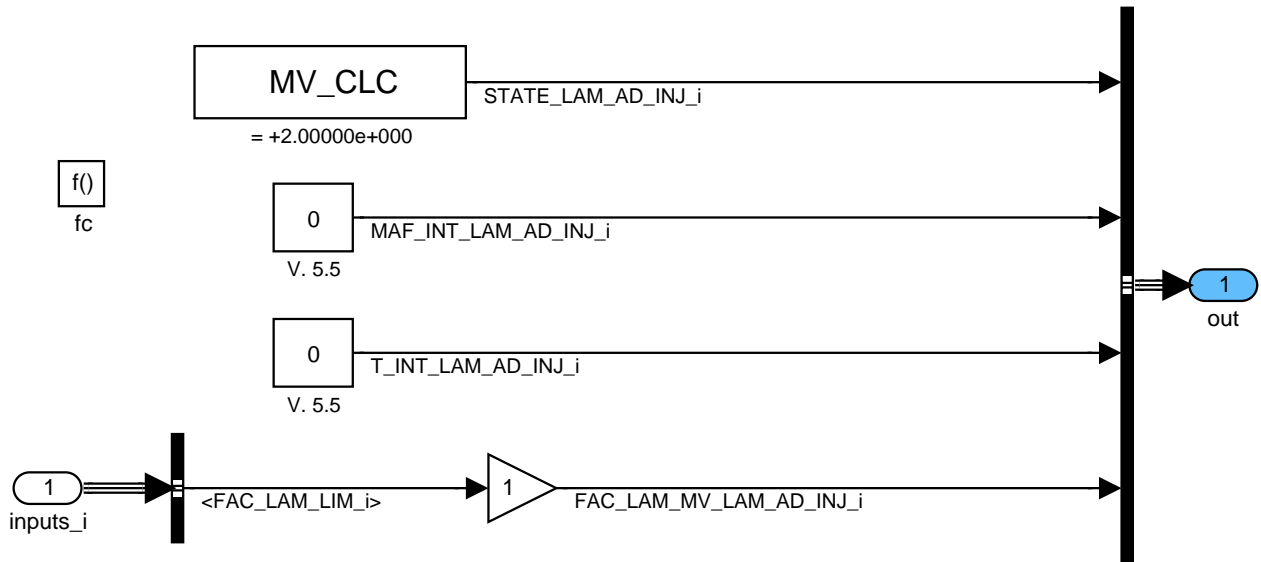 MV_CLC
STATE_LAM_AD_INJ_i
= +2.00000e+000
f()
fc
0
MAF_INT_LAM_AD_INJ_i
V. 5.5
1
out
0
T_INT_LAM_AD_INJ_i
V. 5.5
1
inputs_i
<FAC_LAM_LIM_i>
1
FAC_LAM_MV_LAM_AD_INJ_i